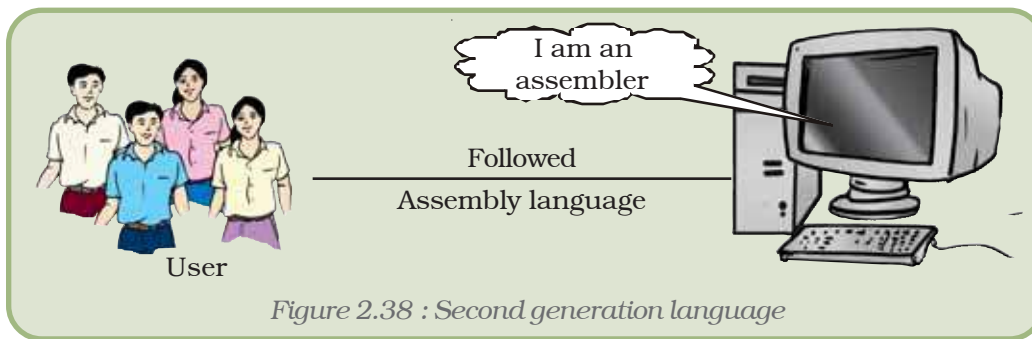 I am an
assembler
Followed
Assembly language
User
Figure 2.38 : Second generation language